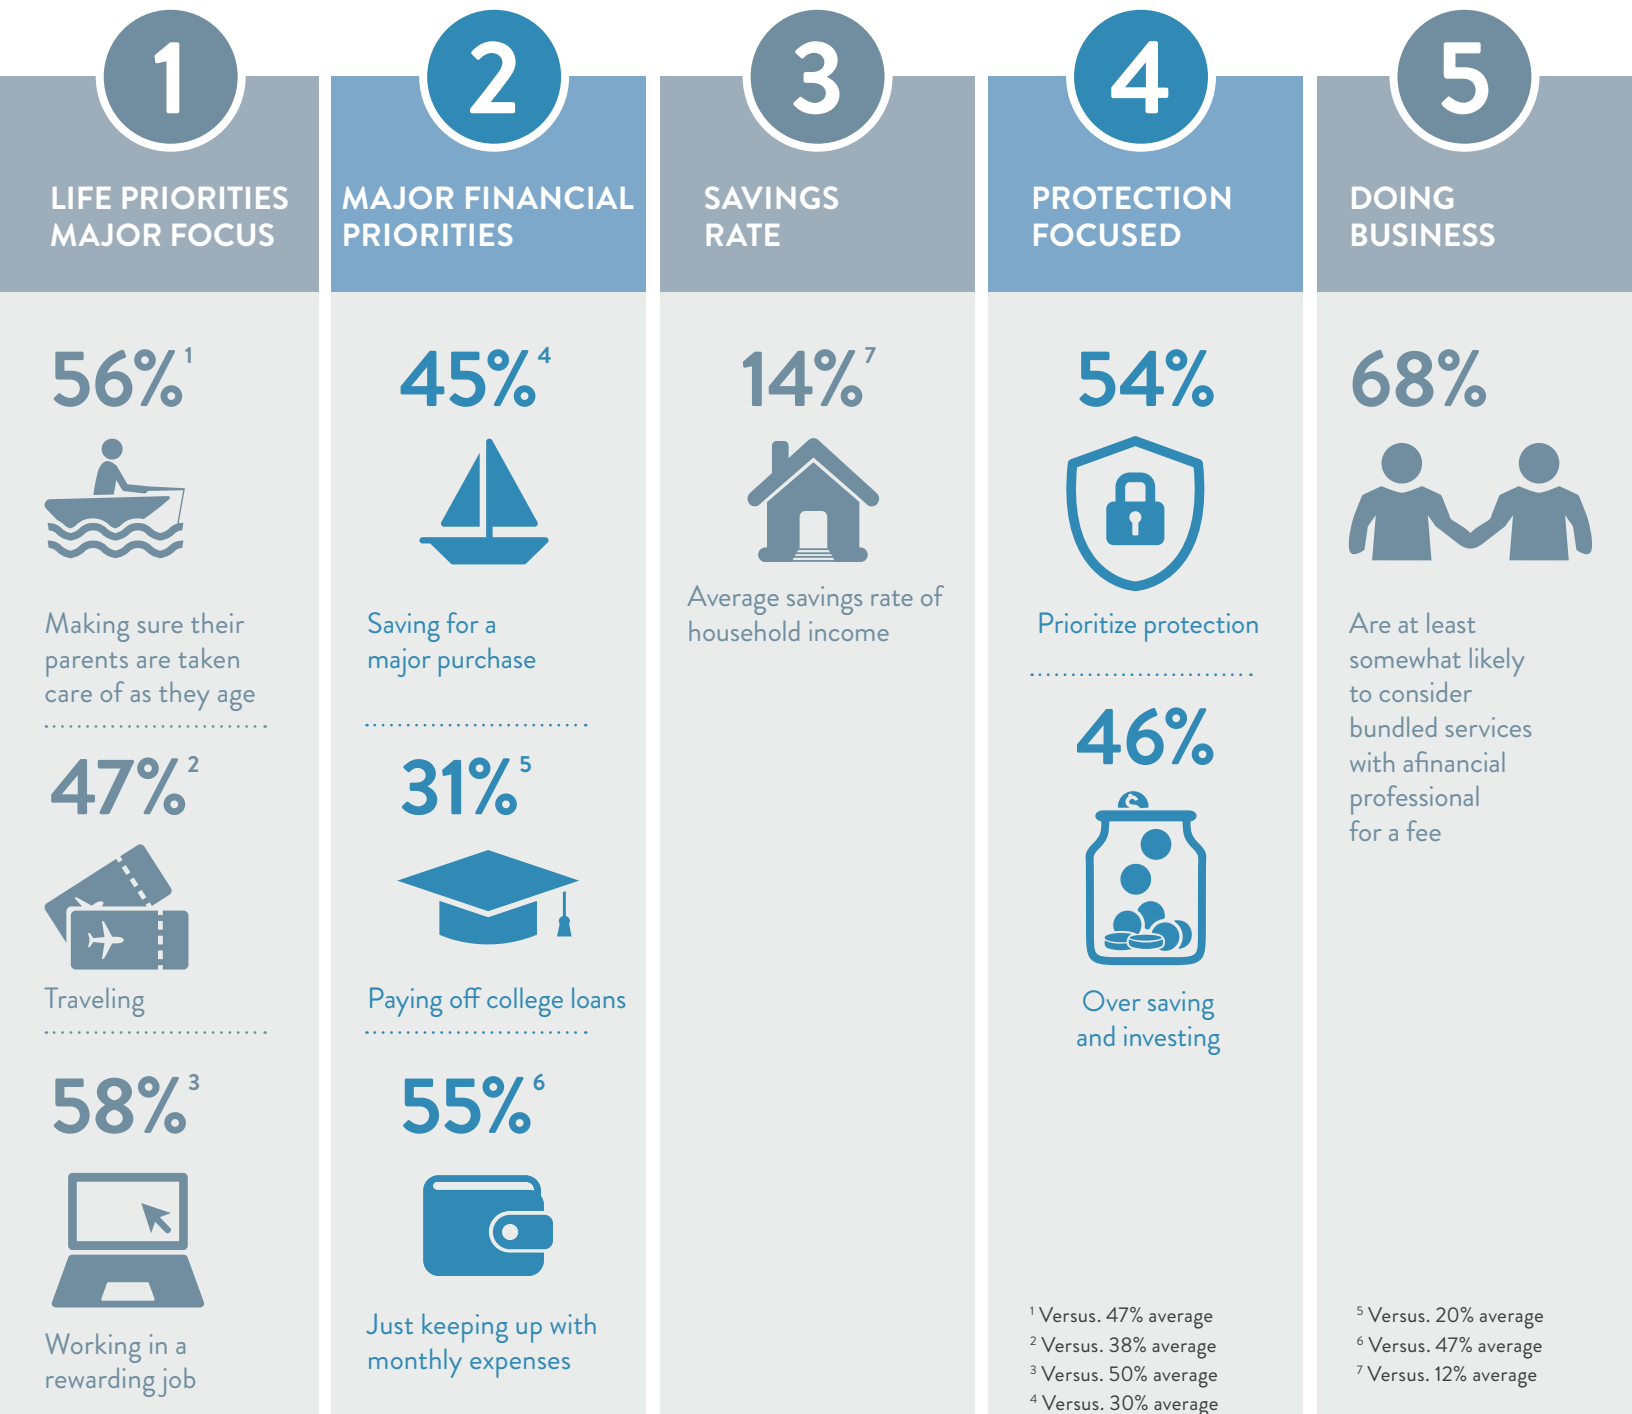 1
LIFE PRIORITIES
MAJOR FOCUS
56%¹
Making sure their
parents are taken
care of as they age
47%²
Traveling
58%³
Working in a
rewarding job
2
MAJOR FINANCIAL
PRIORITIES
45%⁴
Saving for a
major purchase
31%⁵
Paying off college loans
55%⁶
Just keeping up with
monthly expenses
3
SAVINGS
RATE
14%⁷
Average savings rate of
household income
4
PROTECTION
FOCUSED
54%
Prioritize protection
46%
Over saving
and investing
¹ Versus. 47% average
² Versus. 38% average
³ Versus. 50% average
⁴ Versus. 30% average
5
DOING
BUSINESS
68%
Are at least
somewhat likely
to consider
bundled services
with afinancial
professional
for a fee
⁵ Versus. 20% average
⁶ Versus. 47% average
⁷ Versus. 12% average